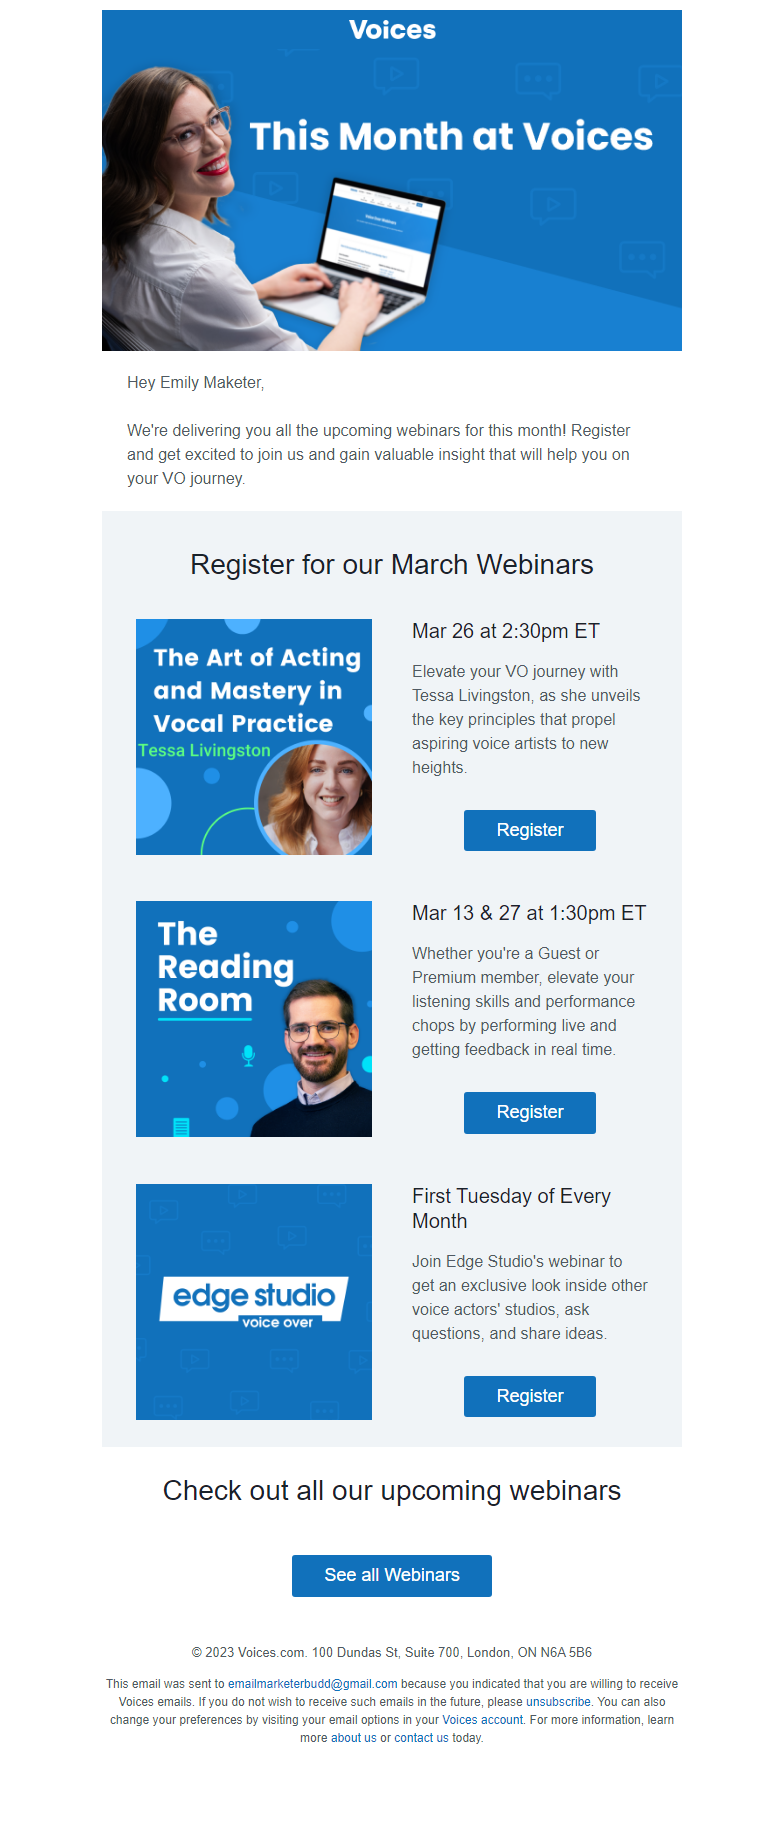 Voices
This Month at Voices
Hey Emily Maketer,
We're delivering you all the upcoming webinars for this month! Register
and get excited to join us and gain valuable insight that will help you on
your VO journey.
Register for our March Webinars
The Art of Acting
and Mastery in
Vocal Practice
Tessa Livingston
Mar 26 at 2:30pm ET
Elevate your VO journey with
Tessa Livingston, as she unveils
the key principles that propel
aspiring voice artists to new
heights.
Register
The
Reading
Room
Mar 13 & 27 at 1:30pm ET
Whether you're a Guest or
Premium member, elevate your
listening skills and performance
chops by performing live and
getting feedback in real time.
Register
edge studio
voice over
First Tuesday of Every
Month
Join Edge Studio's webinar to
get an exclusive look inside other
voice actors' studios, ask
questions, and share ideas.
Register
Check out all our upcoming webinars
See all Webinars
© 2023 Voices.com. 100 Dundas St, Suite 700, London, ON N6A 5B6
This email was sent to emailmarketerbudd@gmail.com because you indicated that you are willing to receive
Voices emails. If you do not wish to receive such emails in the future, please unsubscribe. You can also
change your preferences by visiting your email options in your Voices account. For more information, learn
more about us or contact us today.